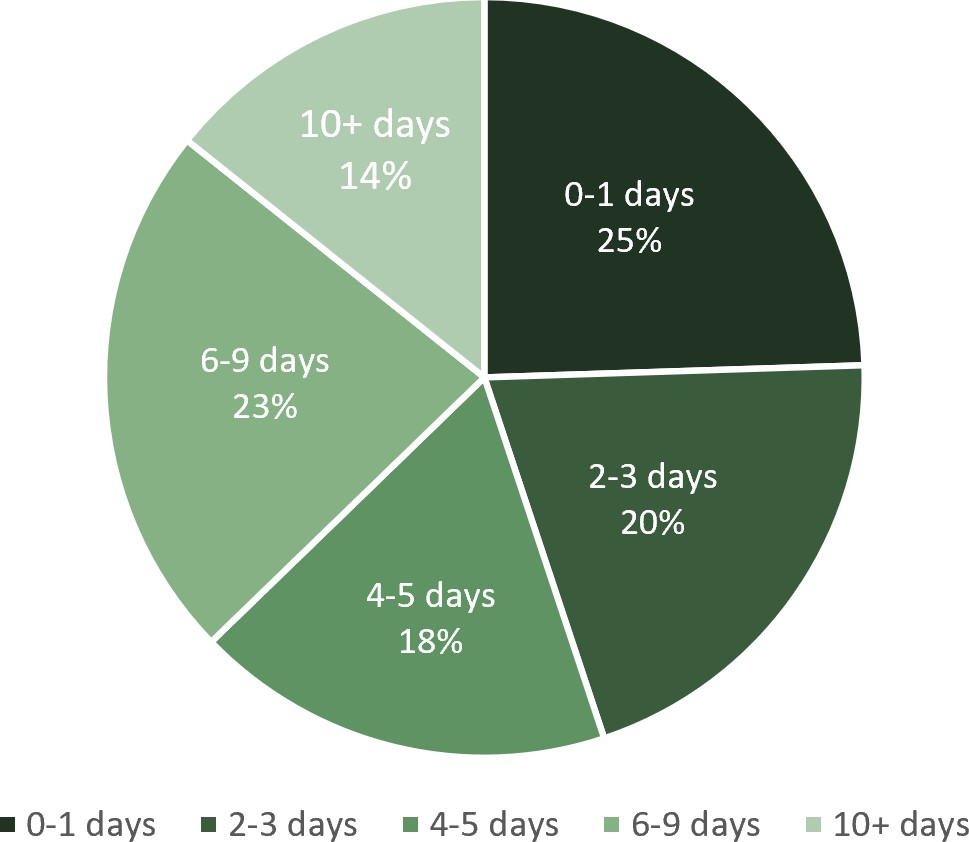 10+ days
14%
0-1 days
25%
6-9 days
23%
2-3 days
20%
4-5 days
18%
0-1 days 2-3 days 4-5 days 6-9 days 10+ days